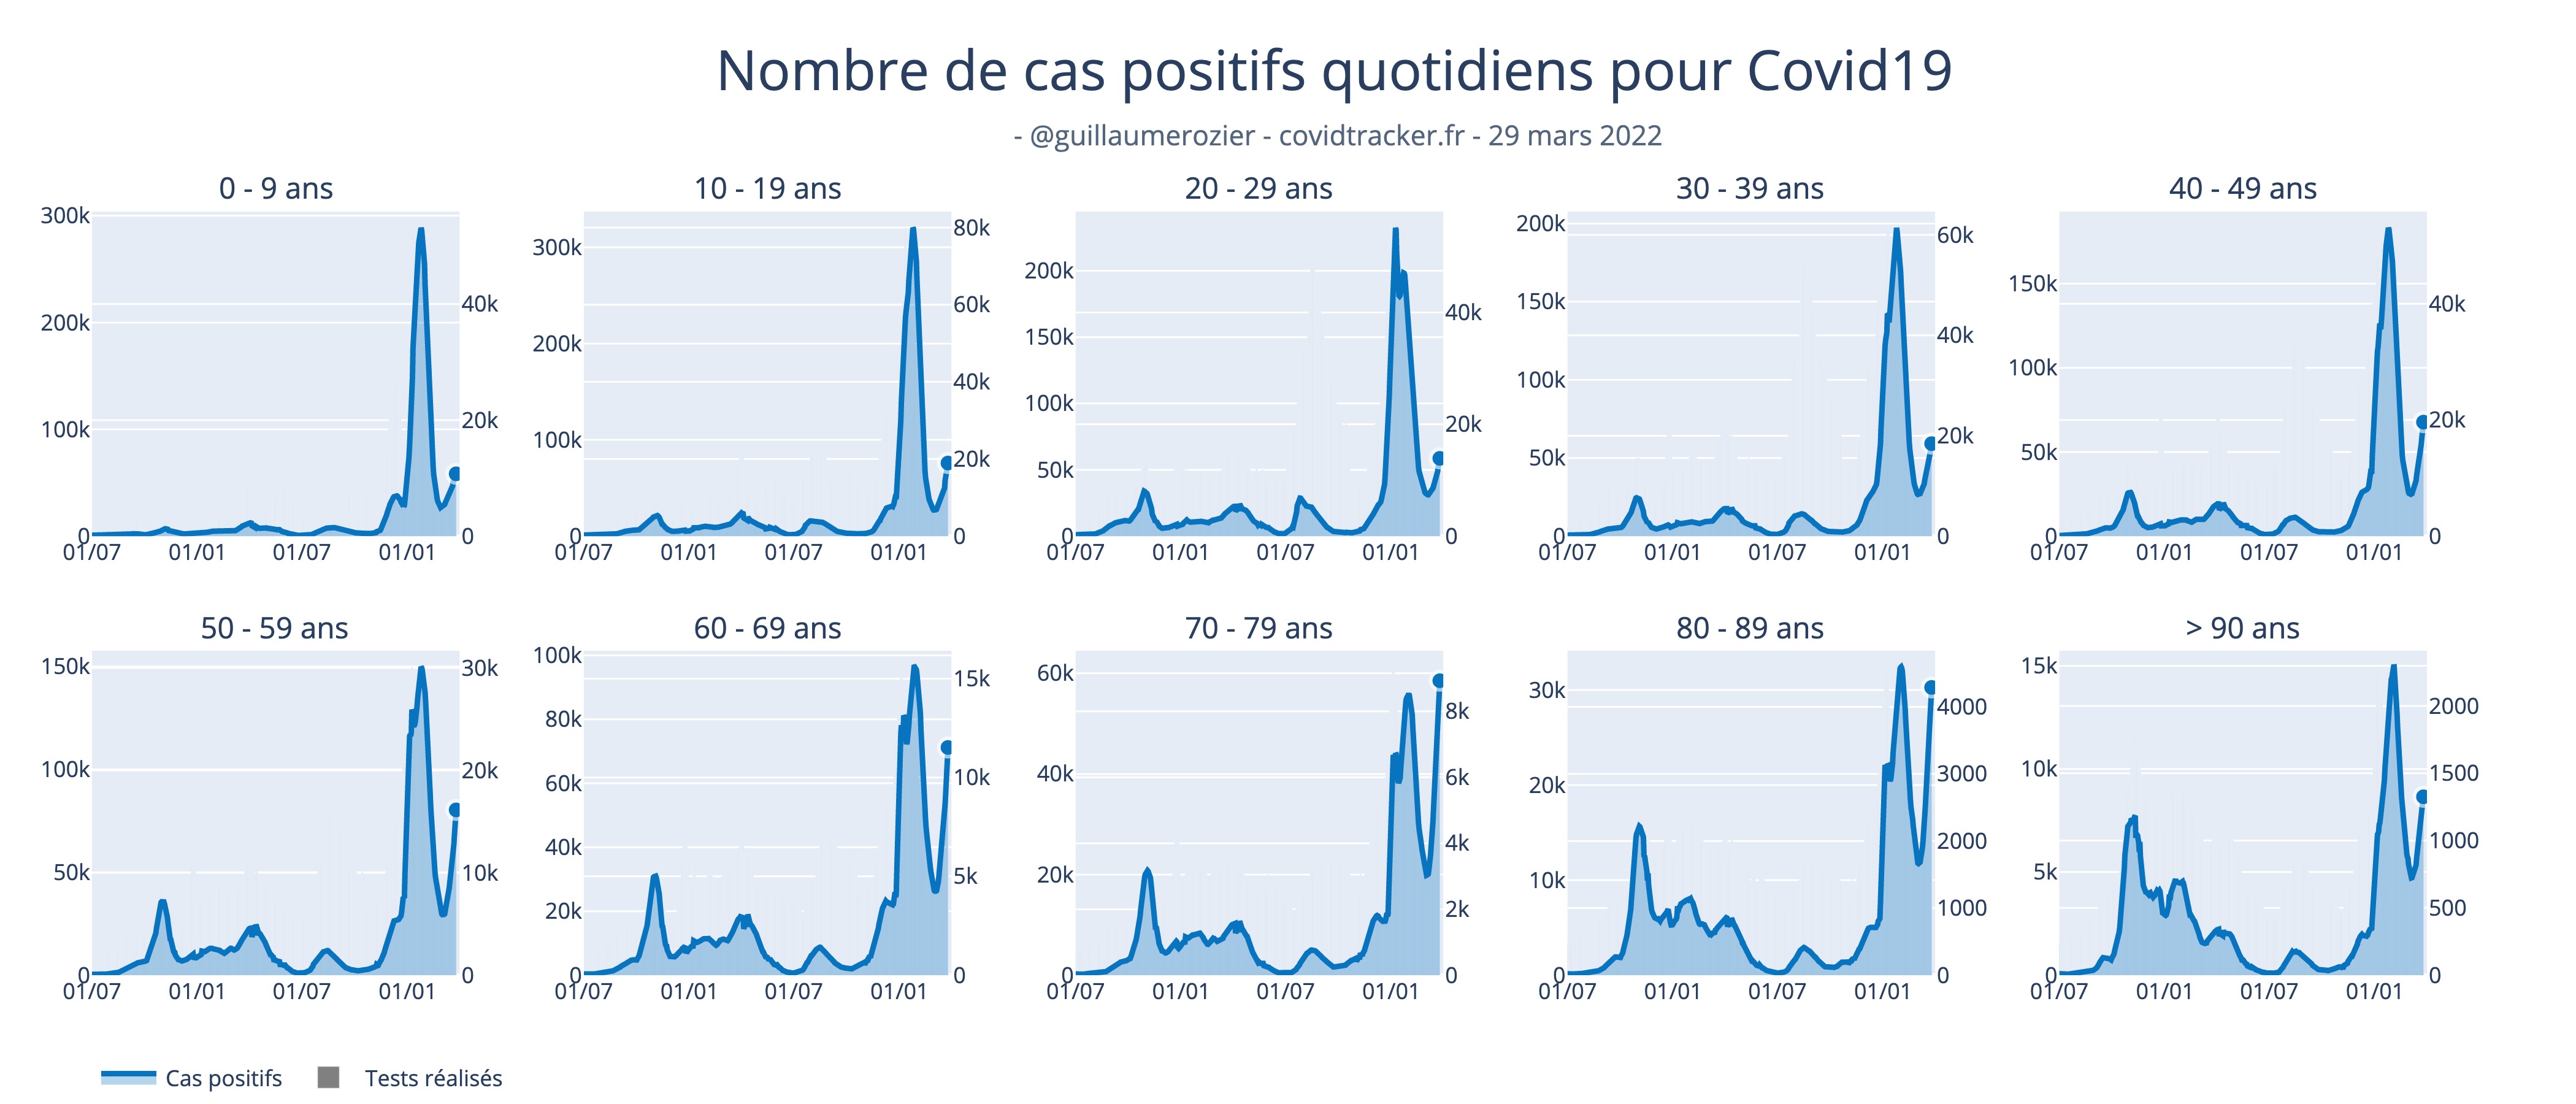 Nombre de cas positifs quotidiens pour Covid19
- @guillaumerozier - covidtracker.fr - 29 mars 2022
0 - 9 ans
300k
200k
100k
0
40k
20k
0
01/07 01/01 01/07 01/01
10 - 19 ans
300k
200k
100k
0
80k
60k
40k
20k
0
01/07 01/01 01/07 01/01
20 - 29 ans
200k
150k
100k
50k
0
40k
20k
0
01/07 01/01 01/07 01/01
30 - 39 ans
200k
150k
100k
50k
0
60k
40k
20k
0
01/07 01/01 01/07 01/01
40 - 49 ans
150k
100k
50k
0
40k
20k
0
01/07 01/01 01/07 01/01
50 - 59 ans
150k
100k
50k
0
30k
20k
10k
0
01/07 01/01 01/07 01/01
60 - 69 ans
100k
80k
60k
40k
20k
0
15k
10k
5k
0
01/07 01/01 01/07 01/01
70 - 79 ans
60k
40k
20k
0
8k
6k
4k
2k
0
01/07 01/01 01/07 01/01
80 - 89 ans
30k
20k
10k
0
4000
3000
2000
1000
0
01/07 01/01 01/07 01/01
> 90 ans
15k
10k
5k
0
2000
1500
1000
500
0
01/07 01/01 01/07 01/01
Cas positifs Tests réalisés